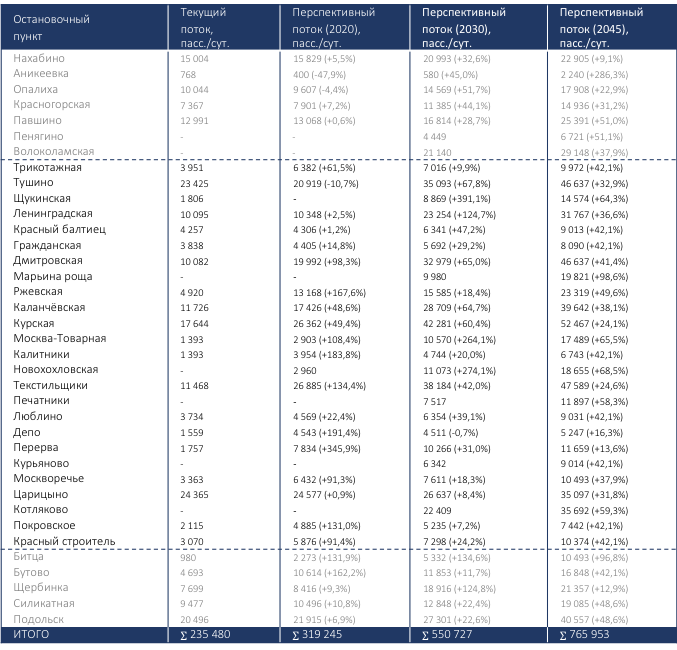 Остановочный пункт | Текущий поток, пасс./сут. | Перспективный поток (2020), пасс./сут. | Перспективный поток (2030), пасс./сут. | Перспективный поток (2045), пасс./сут.
Нахабино 15 004 15 829 (+5,5%) 20 993 (+32,6%) 22 905 (+9,1%)
Аникеевка 768 400 (-47,9%) 580 (+45,0%) 2 240 (+286,3%)
Опалиха 10 044 9 607 (-4,4%) 14 569 (+51,7%) 17 908 (+22,9%)
Красногорская 7 367 7 901 (+7,2%) 11 385 (+44,1%) 14 936 (+31,2%)
Павшино 12 991 13 068 (+0,6%) 16 814 (+28,7%) 25 391 (+51,0%)
Пенягино - - 4 449 6 721 (+51,1%)
Волоколамская - - 21 140 29 148 (+37,9%)
Трикотажная 3 951 6 382 (+61,5%) 7 016 (+9,9%) 9 972 (+42,1%)
Тушино 23 425 20 919 (-10,7%) 35 093 (+67,8%) 46 637 (+32,9%)
Щукинская 1 806 - 8 869 (+391,1%) 14 574 (+64,3%)
Ленинградская 10 095 10 348 (+2,5%) 23 254 (+124,7%) 31 767 (+36,6%)
Красный балтиец 4 257 4 306 (+1,2%) 6 341 (+47,2%) 9 013 (+42,1%)
Гражданская 3 838 4 405 (+14,8%) 5 692 (+29,2%) 8 090 (+42,1%)
Дмитровская 10 082 19 992 (+98,3%) 32 979 (+65,0%) 46 637 (+41,4%)
Марьина роща - - 9 980 19 821 (+98,6%)
Ржевская 4 920 13 168 (+167,6%) 15 585 (+18,4%) 23 319 (+49,6%)
Каланчёвская 11 726 17 426 (+48,6%) 28 709 (+64,7%) 39 642 (+38,1%)
Курская 17 644 26 362 (+49,4%) 42 281 (+60,4%) 52 467 (+24,1%)
Москва-Товарная 1 393 2 903 (+108,4%) 10 570 (+264,1%) 17 489 (+65,5%)
Калитники 1 393 3 954 (+183,8%) 4 744 (+20,0%) 6 743 (+42,1%)
Новохохловская - 2 960 11 073 (+274,1%) 18 655 (+68,5%)
Текстильщики 11 468 26 885 (+134,4%) 38 184 (+42,0%) 47 589 (+24,6%)
Печатники - - 7 517 11 897 (+58,3%)
Люблино 3 734 4 569 (+22,4%) 6 354 (+39,1%) 9 031 (+42,1%)
Депо 1 559 4 543 (+191,4%) 4 511 (-0,7%) 5 247 (+16,3%)
Перерва 1 757 7 834 (+345,9%) 10 266 (+31,0%) 11 659 (+13,6%)
Курьяново - - 6 342 9 014 (+42,1%)
Москворечье 3 363 6 432 (+91,3%) 7 611 (+18,3%) 10 493 (+37,9%)
Царицыно 24 365 24 577 (+0,9%) 26 637 (+8,4%) 35 097 (+31,8%)
Котляково - - 22 409 35 692 (+59,3%)
Покровское 2 115 4 885 (+131,0%) 5 235 (+7,2%) 7 442 (+42,1%)
Красный строитель 3 070 5 876 (+91,4%) 7 298 (+24,2%) 10 374 (+42,1%)
Битца 980 2 273 (+131,9%) 5 332 (+134,6%) 10 493 (+96,8%)
Бутово 4 693 10 614 (+162,2%) 11 853 (+11,7%) 16 848 (+42,1%)
Щербинка 7 699 8 416 (+9,3%) 18 916 (+124,8%) 21 357 (+12,9%)
Силикатная 9 477 10 496 (+10,8%) 12 848 (+22,4%) 19 085 (+48,6%)
Подольск 20 496 21 915 (+6,9%) 27 301 (+22,6%) 40 557 (+48,6%)
ИТОГО Σ 235 480 Σ 319 245 Σ 550 727 Σ 765 953